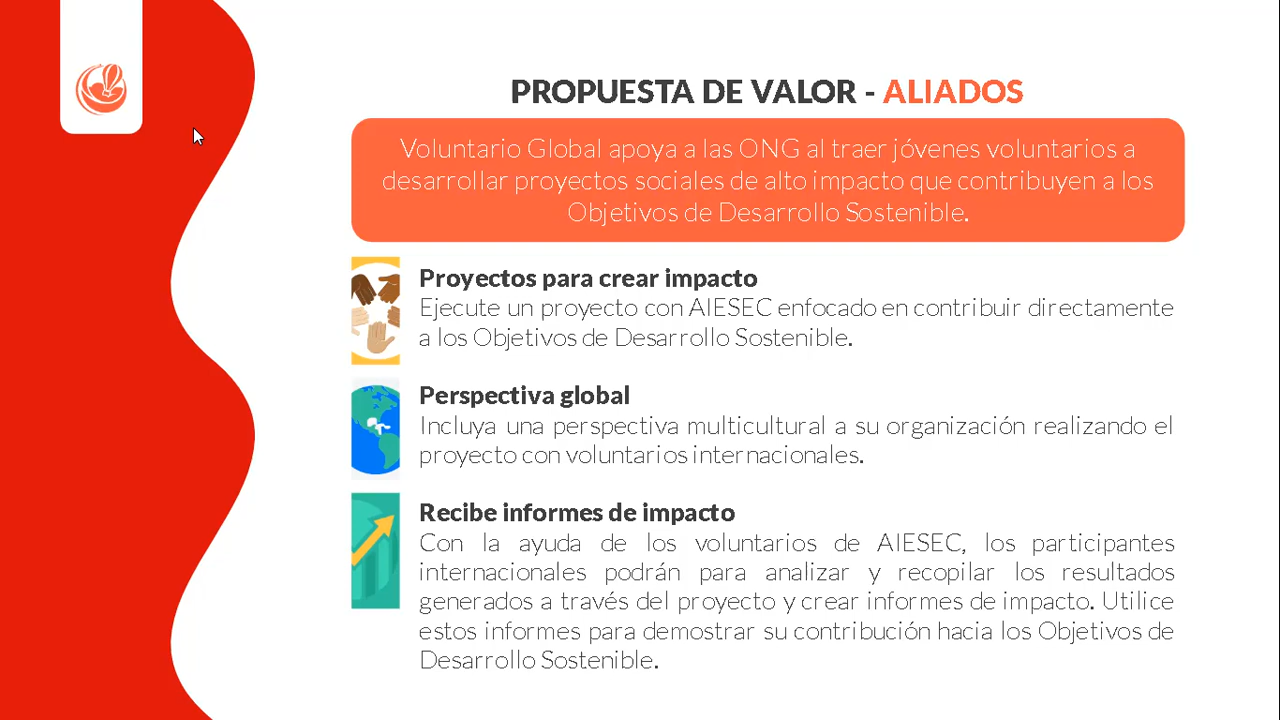 PROPUESTA DE VALOR - ALIADOS
Voluntario Global apoya a las ONG al traer jóvenes voluntarios a
desarrollar proyectos sociales de alto impacto que contribuyen a los
Objetivos de Desarrollo Sostenible.
Proyectos para crear impacto
Ejecute un proyecto con AIESEC enfocado en contribuir directamente
a los Objetivos de Desarrollo Sostenible.
Perspectiva global
Incluya una perspectiva multicultural a su organización realizando el
proyecto con voluntarios internacionales.
Recibe informes de impacto
Con la ayuda de los voluntarios de AIESEC, los participantes
internacionales podrán para analizar y recopilar los resultados
generados a través del proyecto y crear informes de impacto. Utilice
estos informes para demostrar su contribución hacia los Objetivos de
Desarrollo Sostenible.